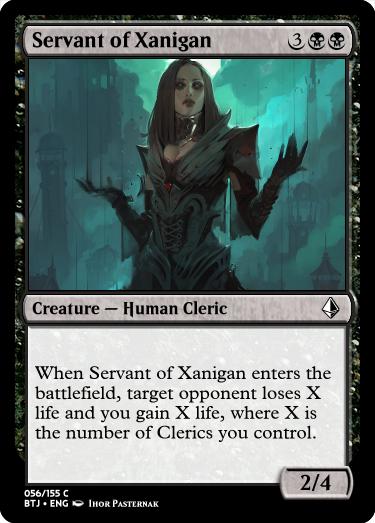 Servant of Xanigan 3
Creature — Human Cleric
When Servant of Xanigan enters the
battlefield, target opponent loses X
life and you gain X life, where X is
the number of Clerics you control.
2/4
056/155 C
BTJ • ENG Ihor Pasternak